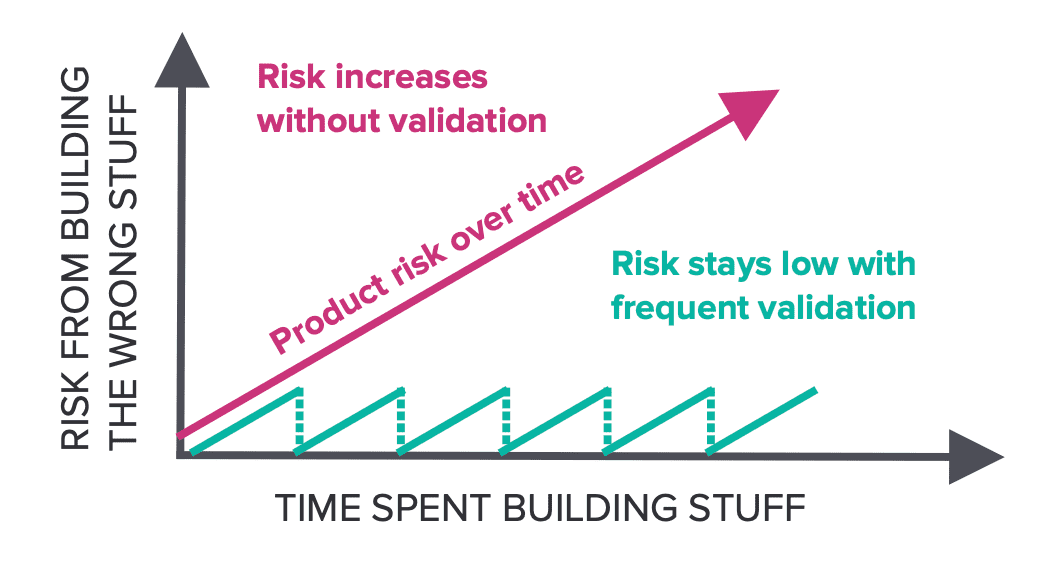 RISK FROM BUILDING
THE WRONG STUFF
Risk increases
without validation
Product risk over time
Risk stays low with
frequent validation
TIME SPENT BUILDING STUFF